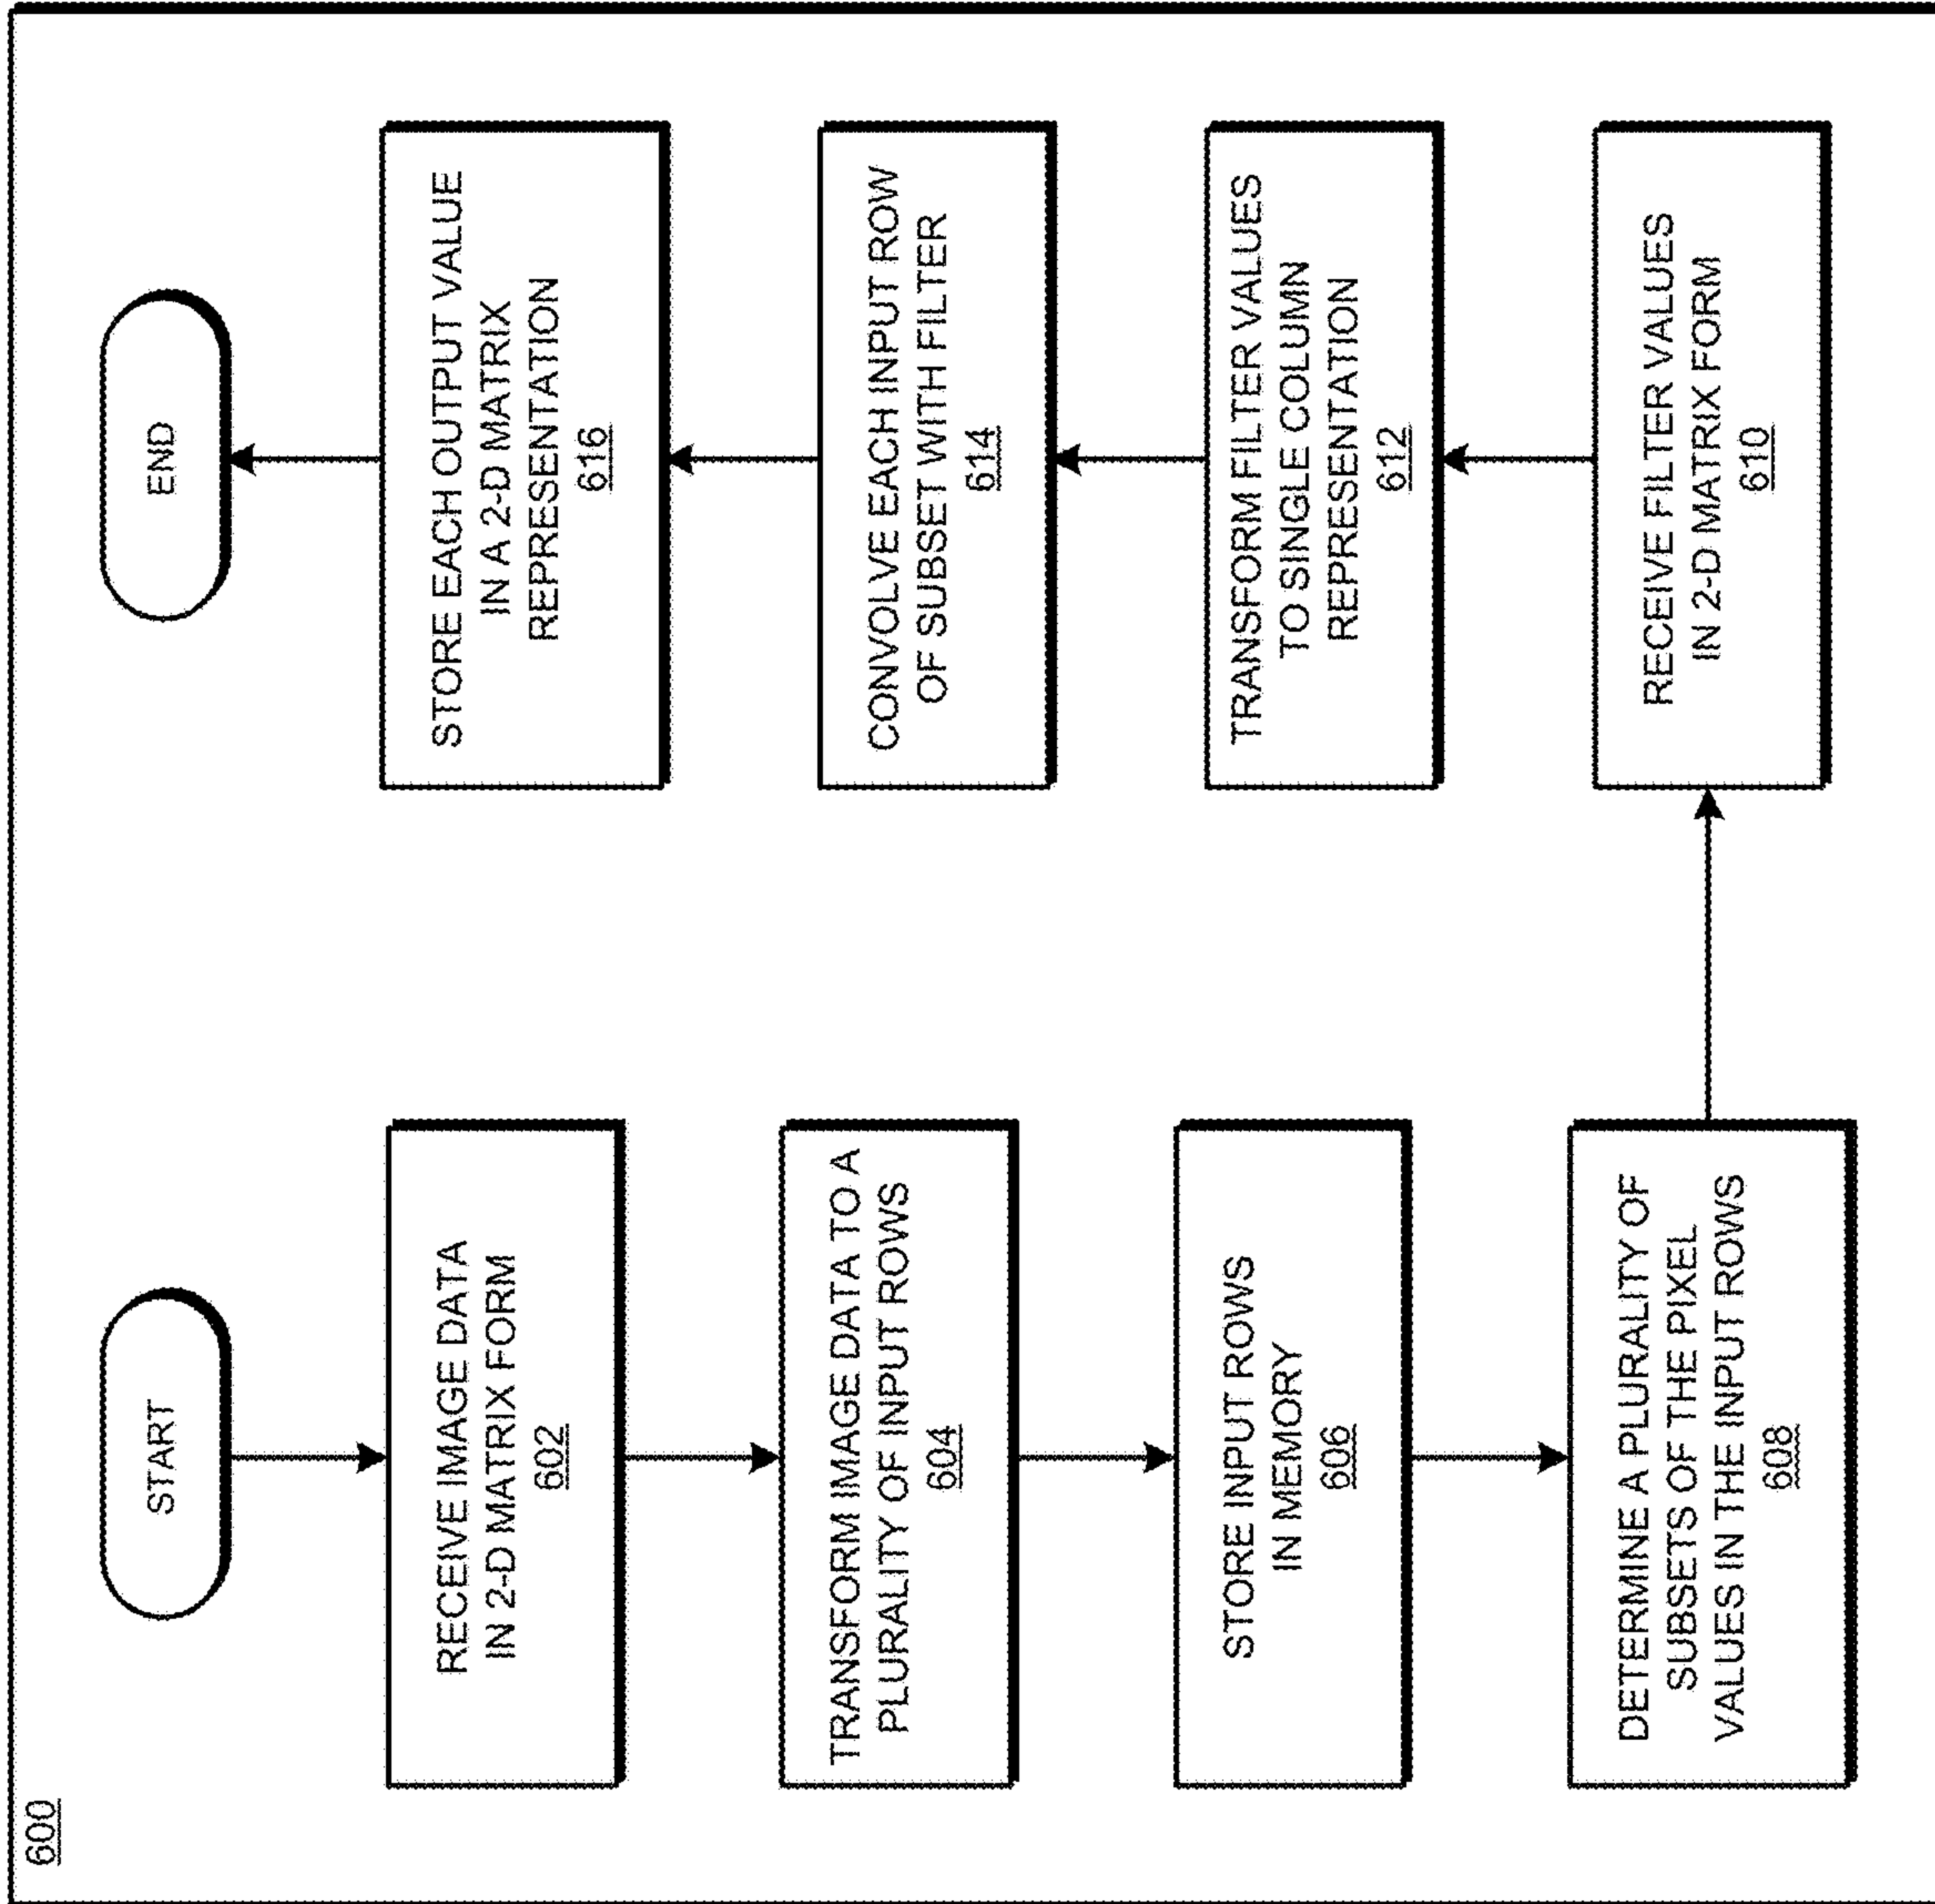 600
START
RECEIVE IMAGE DATA
IN 2-D MATRIX FORM
602
TRANSFORM IMAGE DATA TO A
PLURALITY OF INPUT ROWS
604
STORE INPUT ROWS
IN MEMORY
606
DETERMINE A PLURALITY OF
SUBSETS OF THE PIXEL
VALUES IN THE INPUT ROWS
608
RECEIVE FILTER VALUES
IN 2-D MATRIX FORM
610
TRANSFORM FILTER VALUES
TO SINGLE COLUMN
REPRESENTATION
612
CONVOLVE EACH INPUT ROW
OF SUBSET WITH FILTER
614
STORE EACH OUTPUT VALUE
IN A 2-D MATRIX
REPRESENTATION
616
END